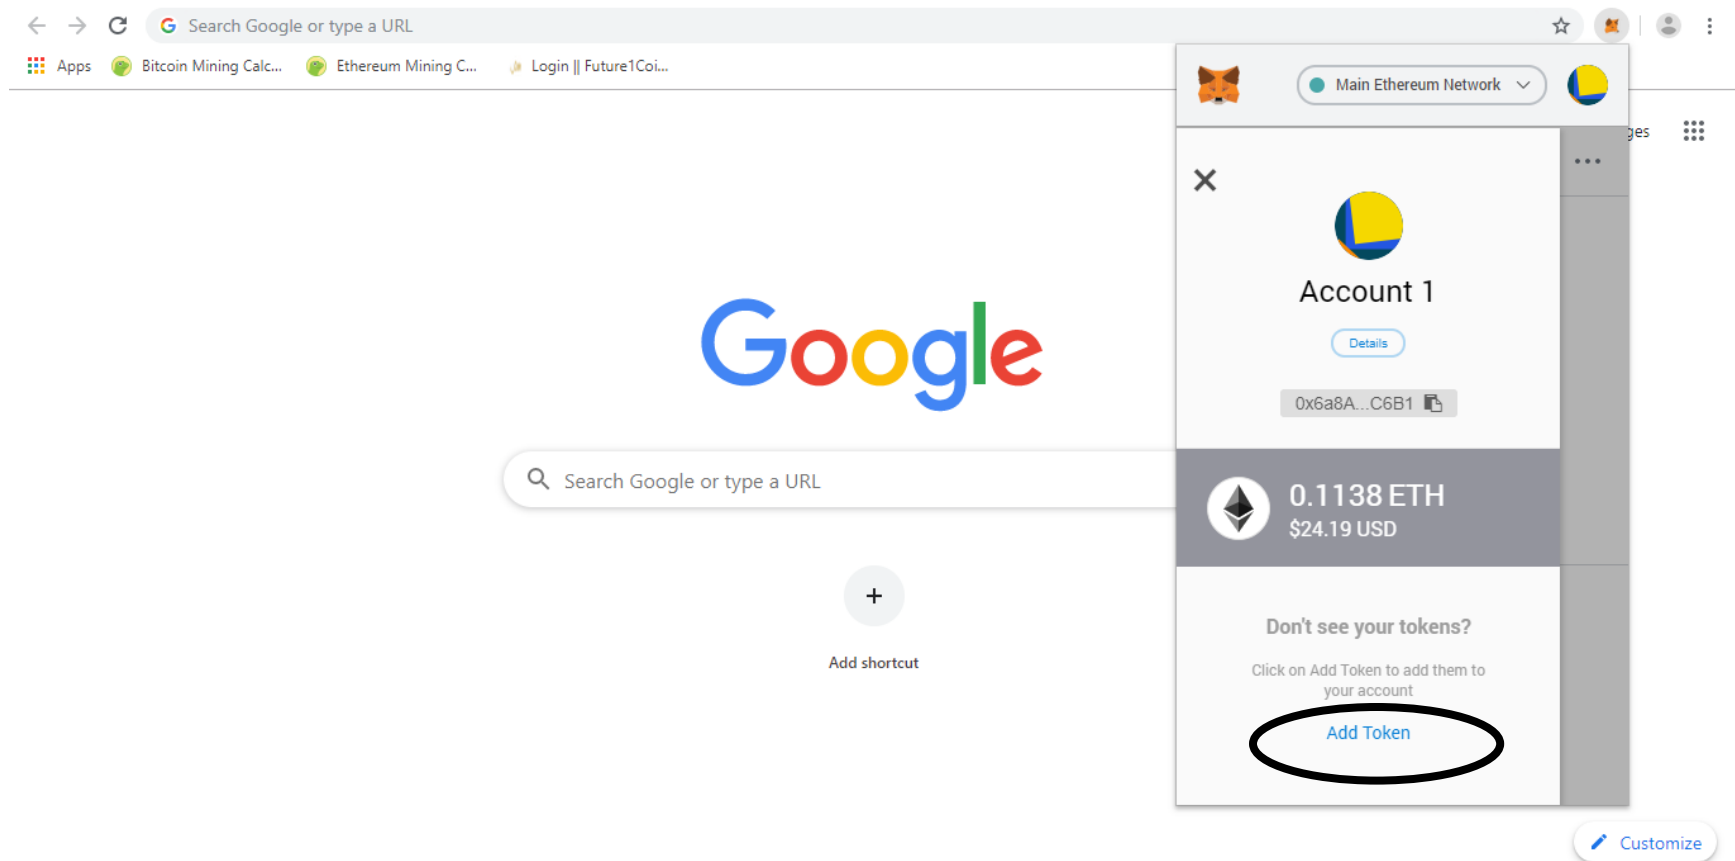 Search Google or type a URL
Apps
Bitcoin Mining Calc...
Ethereum Mining C...
Login || Future1Coi...
Main Ethereum Network
ges
Account 1
Details
0x6a8A...C6B1
Google
Search Google or type a URL
0.1138 ETH
$24.19 USD
Add shortcut
Don't see your tokens?
Click on Add Token to add them to
your account
Add Token
Customize